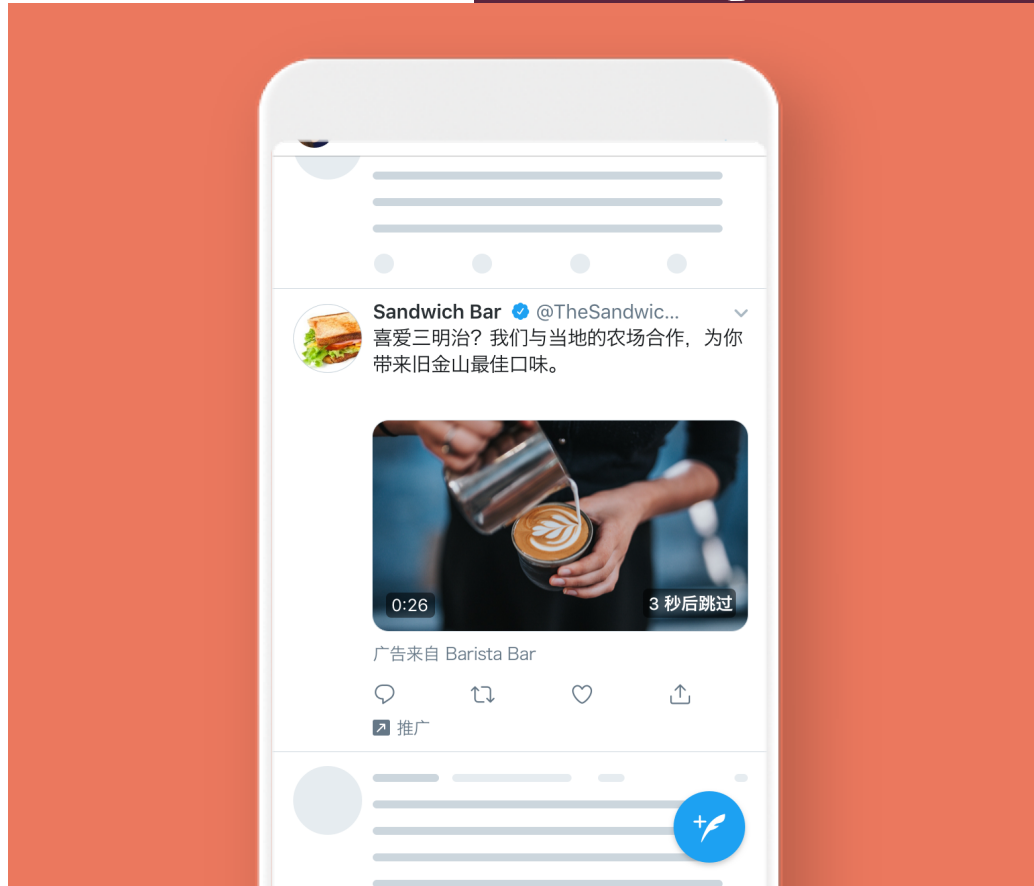 Sandwich Bar @TheSandwic...
喜爱三明治？我们与当地的农场合作，为你
带来旧金山最佳口味。
0:26
3 秒后跳过
广告来自 Barista Bar
推广